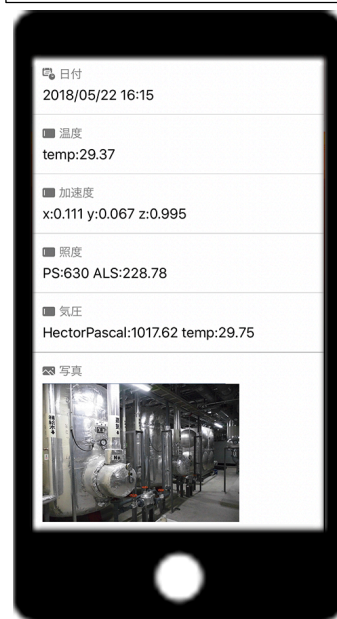 日付
2018/05/22 16:15
温度
temp:29.37
加速度
x:0.111 y:0.067 z:0.995
照度
PS:630 ALS:228.78
気圧
HectorPascal:1017.62 temp:29.75
写真